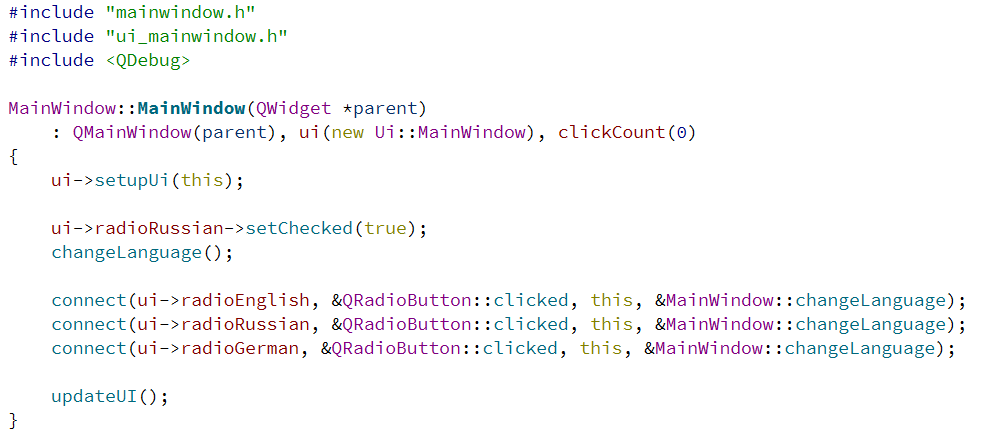 #include "mainwindow.h"
#include "ui_mainwindow.h"
#include <QDebug>
MainWindow::MainWindow(QWidget *parent)
    : QMainWindow(parent), ui(new Ui::MainWindow), clickCount(0)
{
    ui->setupUi(this);
    ui->radioRussian->setChecked(true);
    changeLanguage();
    connect(ui->radioEnglish, &QRadioButton::clicked, this, &MainWindow::changeLanguage);
    connect(ui->radioRussian, &QRadioButton::clicked, this, &MainWindow::changeLanguage);
    connect(ui->radioGerman, &QRadioButton::clicked, this, &MainWindow::changeLanguage);
    updateUI();
}